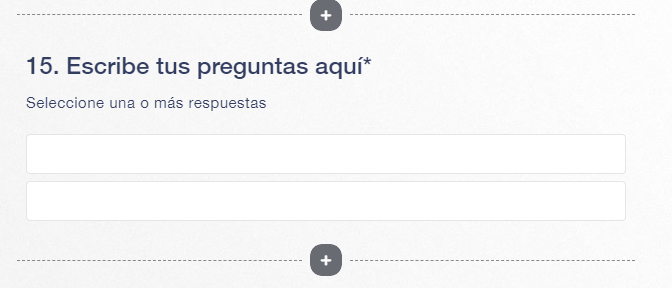 15. Escribe tus preguntas aquí*
Seleccione una o más respuestas